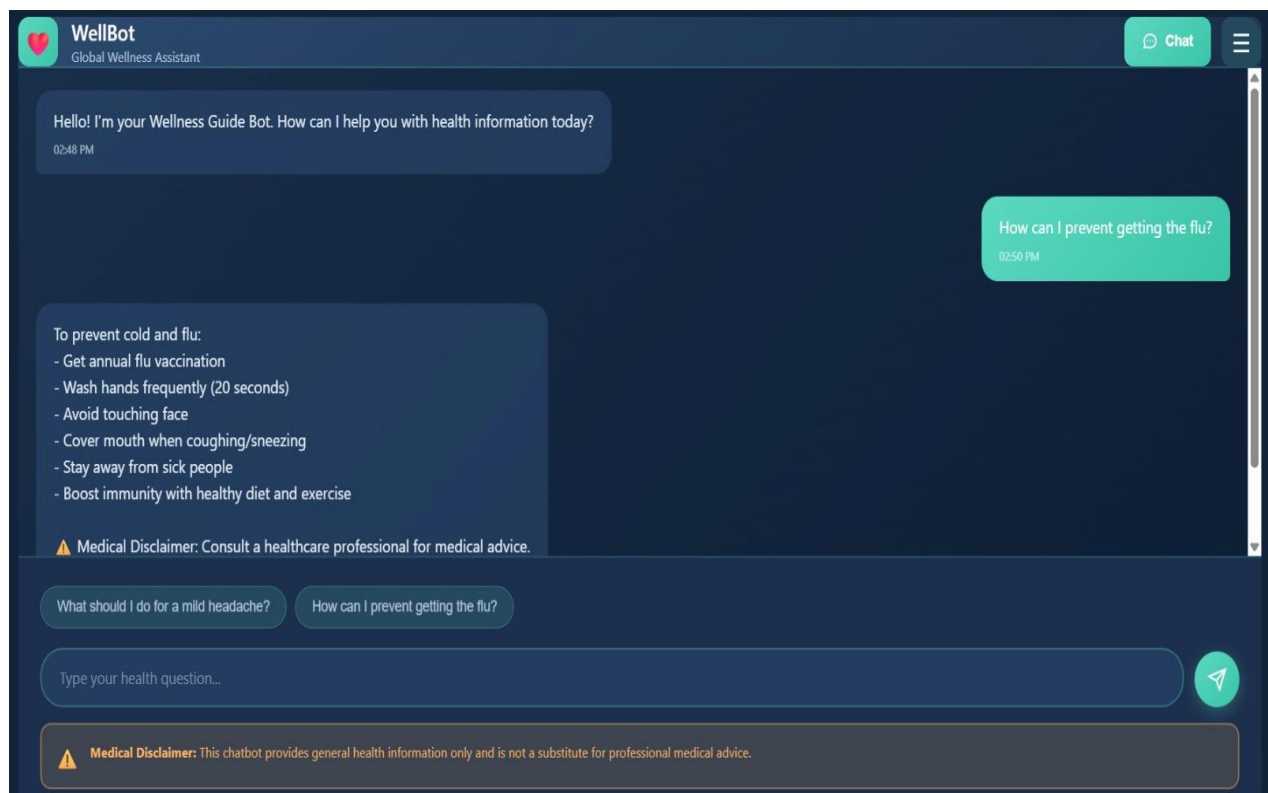 WellBot
Global Wellness Assistant
Chat
Hello! I'm your Wellness Guide Bot. How can I help you with health information today?
02:48 PM
How can I prevent getting the flu?
02:50 PM
To prevent cold and flu:
- Get annual flu vaccination
- Wash hands frequently (20 seconds)
- Avoid touching face
- Cover mouth when coughing/sneezing
- Stay away from sick people
- Boost immunity with healthy diet and exercise
⚠ Medical Disclaimer: Consult a healthcare professional for medical advice.
What should I do for a mild headache?
How can I prevent getting the flu?
Type your health question...
⚠ Medical Disclaimer: This chatbot provides general health information only and is not a substitute for professional medical advice.